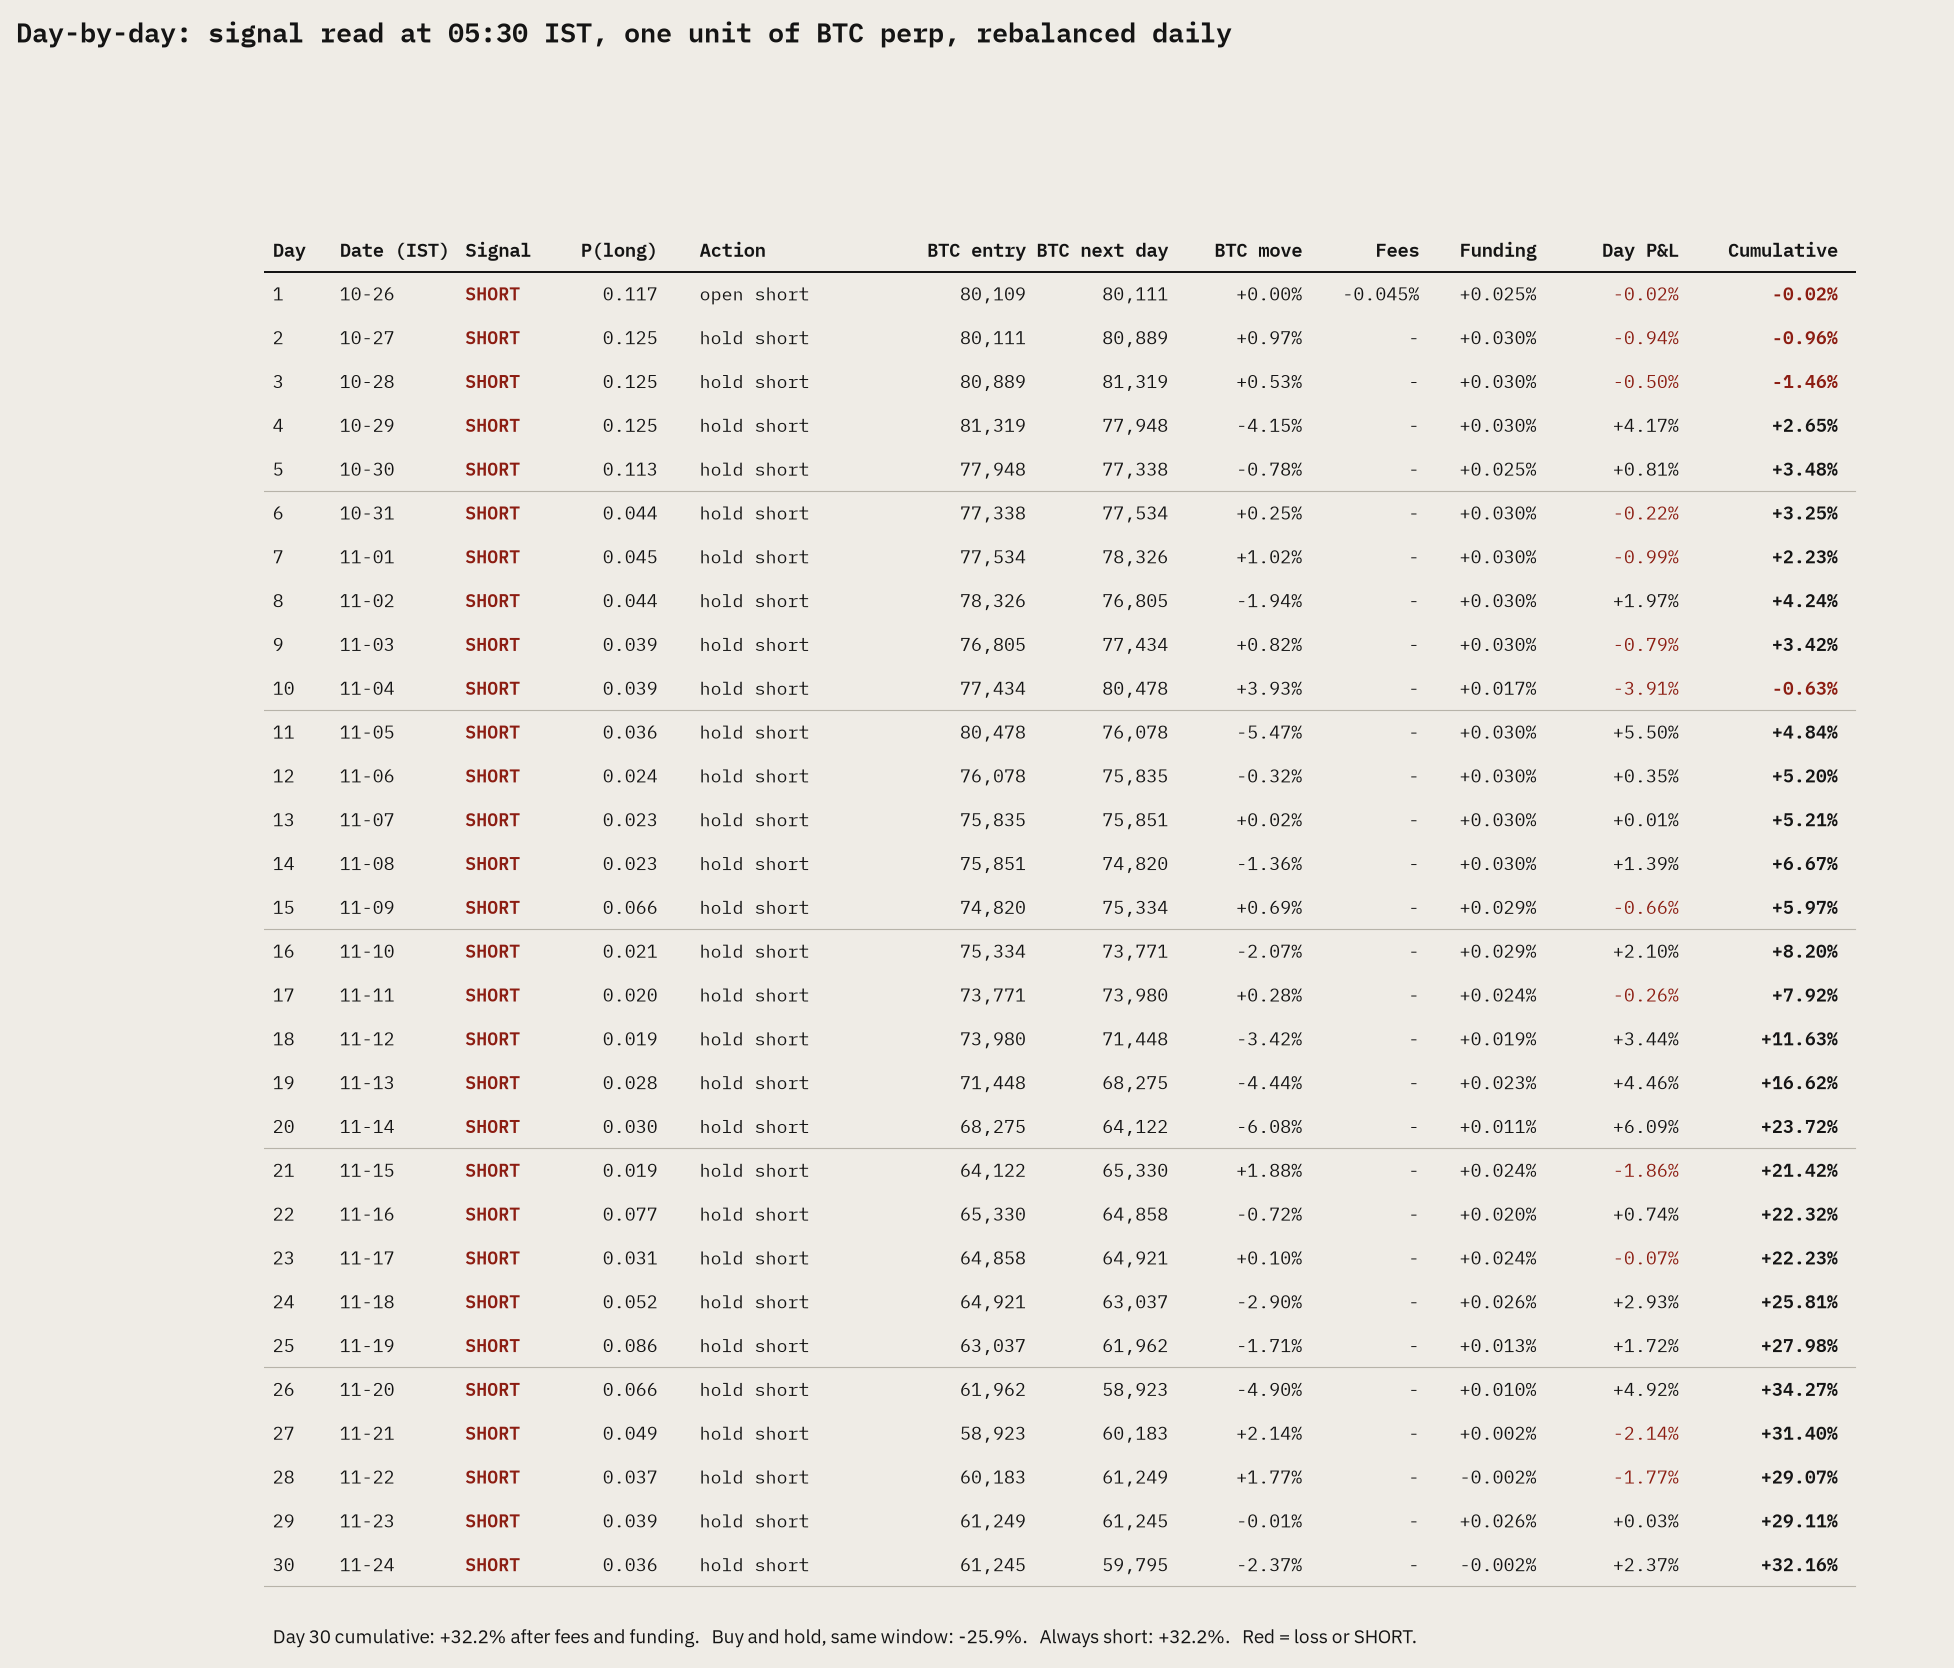 Day-by-day: signal read at 05:30 IST, one unit of BTC perp, rebalanced daily
Day Date (IST) Signal P(long) Action BTC entry BTC next day BTC move Fees Funding Day P&L Cumulative
1 10-26 SHORT 0.117 open short 80,109 80,111 +0.00% -0.045% +0.025% -0.02% -0.02%
2 10-27 SHORT 0.125 hold short 80,111 80,889 +0.97% - +0.030% -0.94% -0.96%
3 10-28 SHORT 0.125 hold short 80,889 81,319 +0.53% - +0.030% -0.50% -1.46%
4 10-29 SHORT 0.125 hold short 81,319 77,948 -4.15% - +0.030% +4.17% +2.65%
5 10-30 SHORT 0.113 hold short 77,948 77,338 -0.78% - +0.025% +0.81% +3.48%
6 10-31 SHORT 0.044 hold short 77,338 77,534 +0.25% - +0.030% -0.22% +3.25%
7 11-01 SHORT 0.045 hold short 77,534 78,326 +1.02% - +0.030% -0.99% +2.23%
8 11-02 SHORT 0.044 hold short 78,326 76,805 -1.94% - +0.030% +1.97% +4.24%
9 11-03 SHORT 0.039 hold short 76,805 77,434 +0.82% - +0.030% -0.79% +3.42%
10 11-04 SHORT 0.039 hold short 77,434 80,478 +3.93% - +0.017% -3.91% -0.63%
11 11-05 SHORT 0.036 hold short 80,478 76,078 -5.47% - +0.030% +5.50% +4.84%
12 11-06 SHORT 0.024 hold short 76,078 75,835 -0.32% - +0.030% +0.35% +5.20%
13 11-07 SHORT 0.023 hold short 75,835 75,851 +0.02% - +0.030% +0.01% +5.21%
14 11-08 SHORT 0.023 hold short 75,851 74,820 -1.36% - +0.030% +1.39% +6.67%
15 11-09 SHORT 0.066 hold short 74,820 75,334 +0.69% - +0.029% -0.66% +5.97%
16 11-10 SHORT 0.021 hold short 75,334 73,771 -2.07% - +0.029% +2.10% +8.20%
17 11-11 SHORT 0.020 hold short 73,771 73,980 +0.28% - +0.024% -0.26% +7.92%
18 11-12 SHORT 0.019 hold short 73,980 71,448 -3.42% - +0.019% +3.44% +11.63%
19 11-13 SHORT 0.028 hold short 71,448 68,275 -4.44% - +0.023% +4.46% +16.62%
20 11-14 SHORT 0.030 hold short 68,275 64,122 -6.08% - +0.011% +6.09% +23.72%
21 11-15 SHORT 0.019 hold short 64,122 65,330 +1.88% - +0.024% -1.86% +21.42%
22 11-16 SHORT 0.077 hold short 65,330 64,858 -0.72% - +0.020% +0.74% +22.32%
23 11-17 SHORT 0.031 hold short 64,858 64,921 +0.10% - +0.024% -0.07% +22.23%
24 11-18 SHORT 0.052 hold short 64,921 63,037 -2.90% - +0.026% +2.93% +25.81%
25 11-19 SHORT 0.086 hold short 63,037 61,962 -1.71% - +0.013% +1.72% +27.98%
26 11-20 SHORT 0.066 hold short 61,962 58,923 -4.90% - +0.010% +4.92% +34.27%
27 11-21 SHORT 0.049 hold short 58,923 60,183 +2.14% - +0.002% -2.14% +31.40%
28 11-22 SHORT 0.037 hold short 60,183 61,249 +1.77% - -0.002% -1.77% +29.07%
29 11-23 SHORT 0.039 hold short 61,249 61,245 -0.01% - +0.026% +0.03% +29.11%
30 11-24 SHORT 0.036 hold short 61,245 59,795 -2.37% - -0.002% +2.37% +32.16%
Day 30 cumulative: +32.2% after fees and funding. Buy and hold, same window: -25.9%. Always short: +32.2%. Red = loss or SHORT.